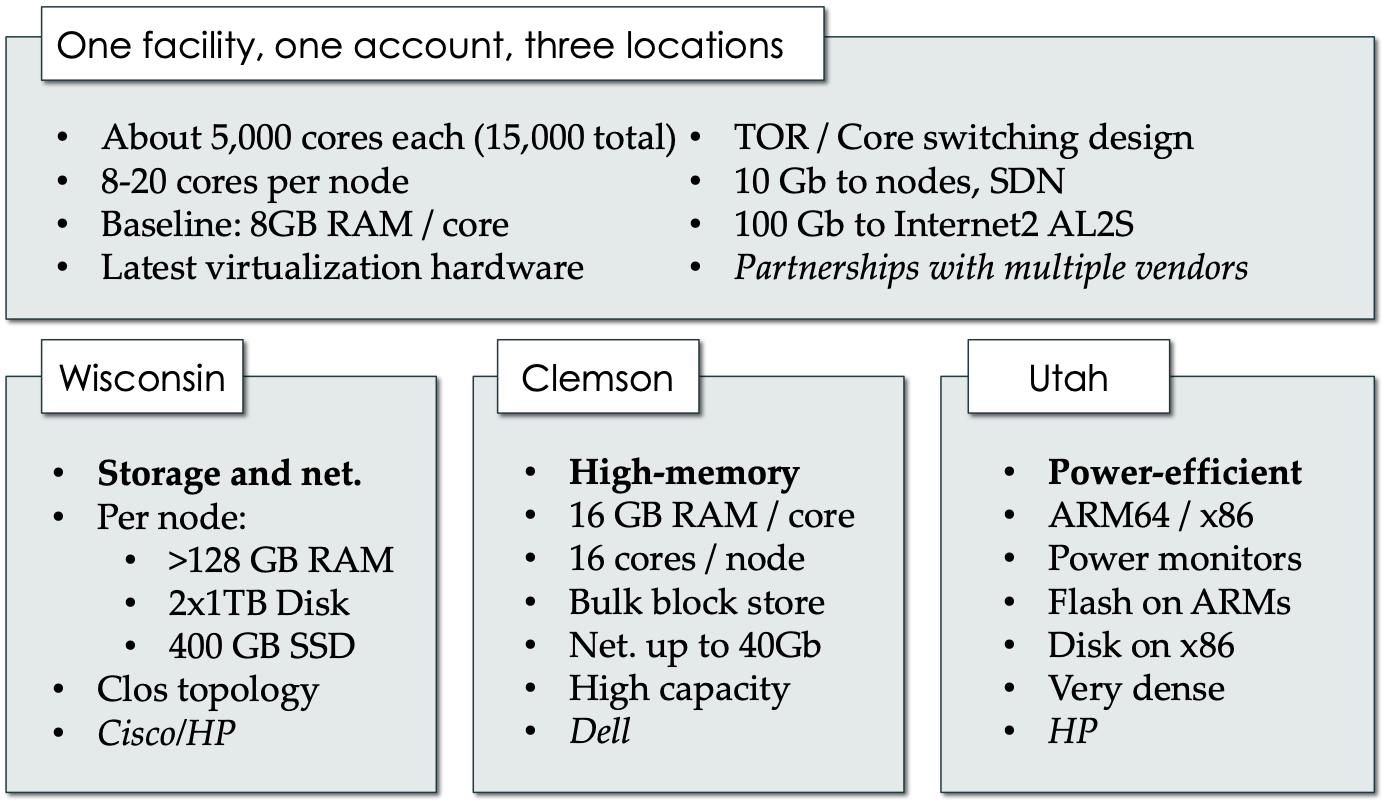 One facility, one account, three locations
• About 5,000 cores each (15,000 total)
• 8-20 cores per node
• Baseline: 8GB RAM / core
• Latest virtualization hardware
• TOR / Core switching design
• 10 Gb to nodes, SDN
• 100 Gb to Internet2 AL2S
• Partnerships with multiple vendors
Wisconsin
• Storage and net.
• Per node:
• >128 GB RAM
• 2x1TB Disk
• 400 GB SSD
• Clos topology
• Cisco/HP
Clemson
• High-memory
• 16 GB RAM / core
• 16 cores / node
• Bulk block store
• Net. up to 40Gb
• High capacity
• Dell
Utah
• Power-efficient
• ARM64 / x86
• Power monitors
• Flash on ARMs
• Disk on x86
• Very dense
• HP